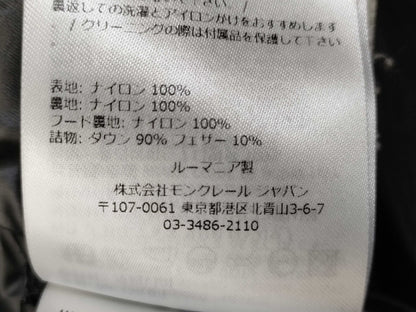 裏返しての洗濯とアイロンがけをおすすめします
/ クリーニングの際は付属品を保護して下さい
表地: ナイロン 100%
裏地: ナイロン 100%
フード裏地: ナイロン 100%
詰物: ダウン 90% フェザー 10%
ルーマニア製
株式会社モンクレール ジャパン
〒107-0061 東京都港区北青山3-6-7
03-3486-2110